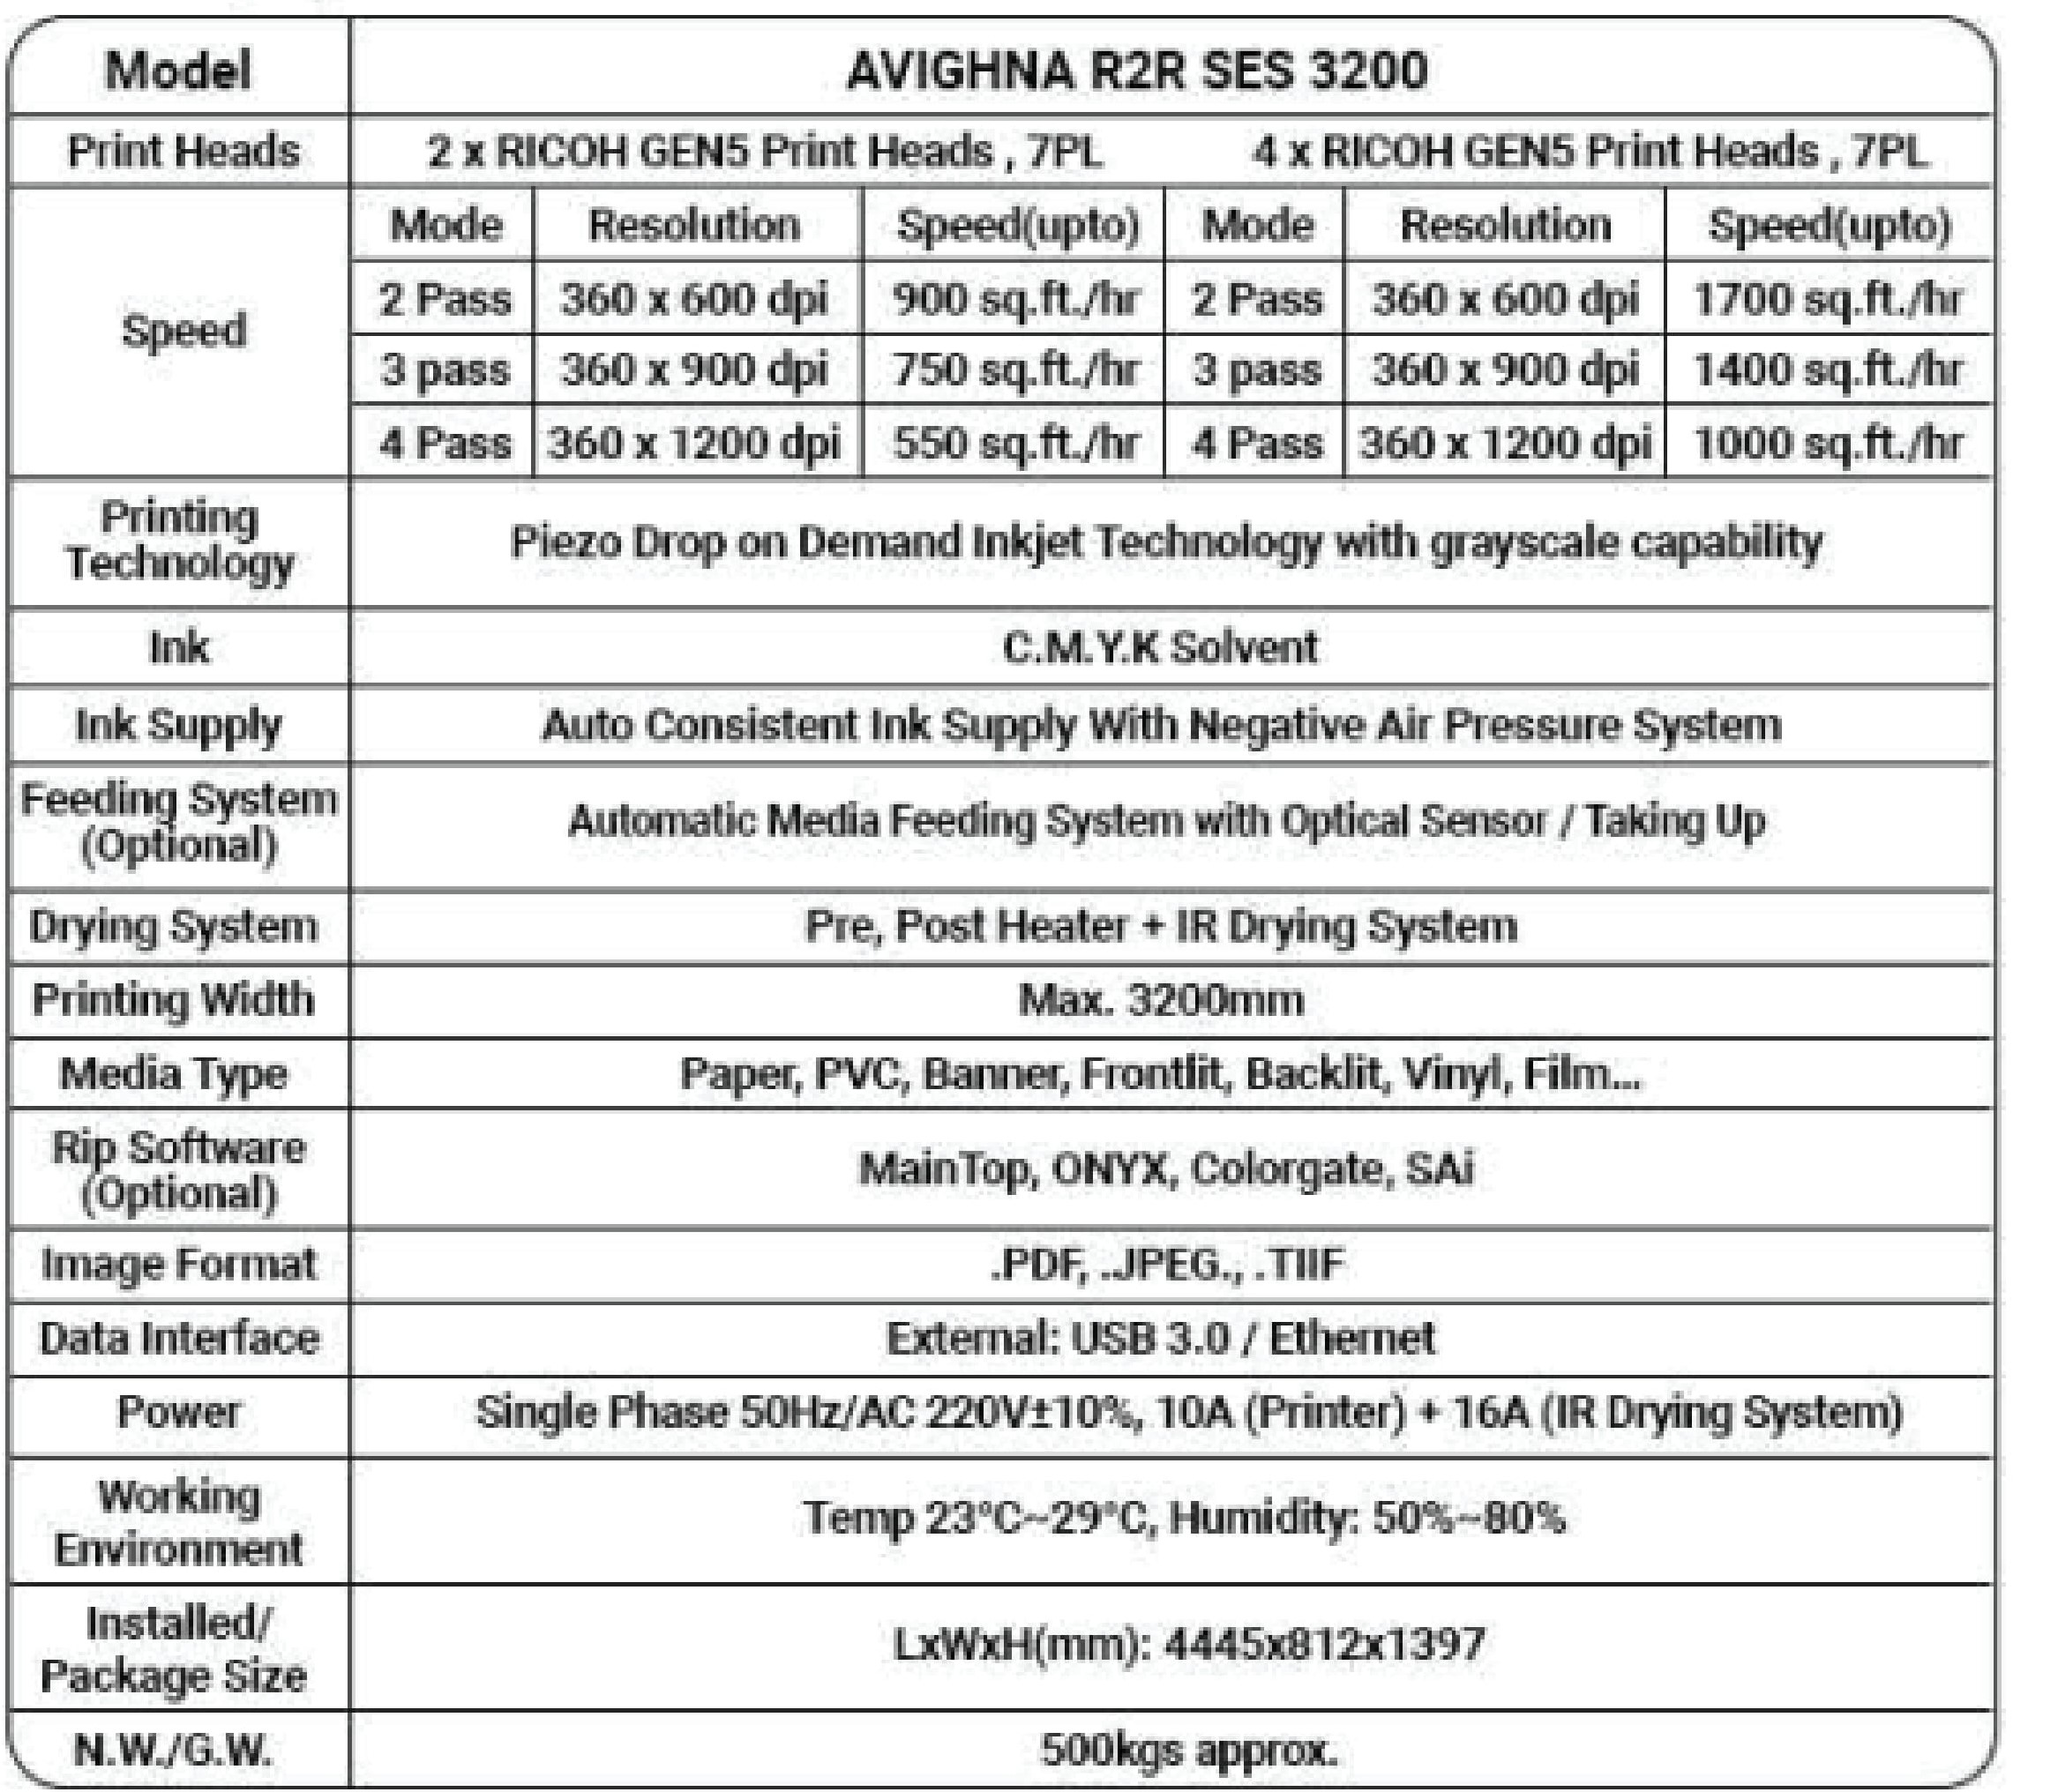 Model AVIGHNA R2R SES 3200
Print Heads 2 x RICOH GEN5 Print Heads , 7PL 4 x RICOH GEN5 Print Heads , 7PL
Speed
Mode Resolution Speed(upto) Mode Resolution Speed(upto)
2 Pass 360 x 600 dpi 900 sq.ft./hr 2 Pass 360 x 600 dpi 1700 sq.ft./hr
3 pass 360 x 900 dpi 750 sq.ft./hr 3 pass 360 x 900 dpi 1400 sq.ft./hr
4 Pass 360 x 1200 dpi 550 sq.ft./hr 4 Pass 360 x 1200 dpi 1000 sq.ft./hr
Printing
Technology
Piezo Drop on Demand Inkjet Technology with grayscale capability
Ink C.M.Y.K Solvent
Ink Supply Auto Consistent Ink Supply With Negative Air Pressure System
Feeding System
(Optional)
Automatic Media Feeding System with Optical Sensor / Taking Up
Drying System Pre, Post Heater + IR Drying System
Printing Width Max. 3200mm
Media Type Paper, PVC, Banner, Frontlit, Backlit, Vinyl, Film...
Rip Software
(Optional)
MainTop, ONYX, Colorgate, SAi
Image Format .PDF, .JPEG., .TIIF
Data Interface External: USB 3.0 / Ethernet
Power Single Phase 50Hz/AC 220V±10%, 10A (Printer) + 16A (IR Drying System)
Working
Environment
Temp 23°C~29°C, Humidity: 50%~80%
Installed/
Package Size
LxWxH(mm): 4445x812x1397
N.W./G.W. 500kgs approx.